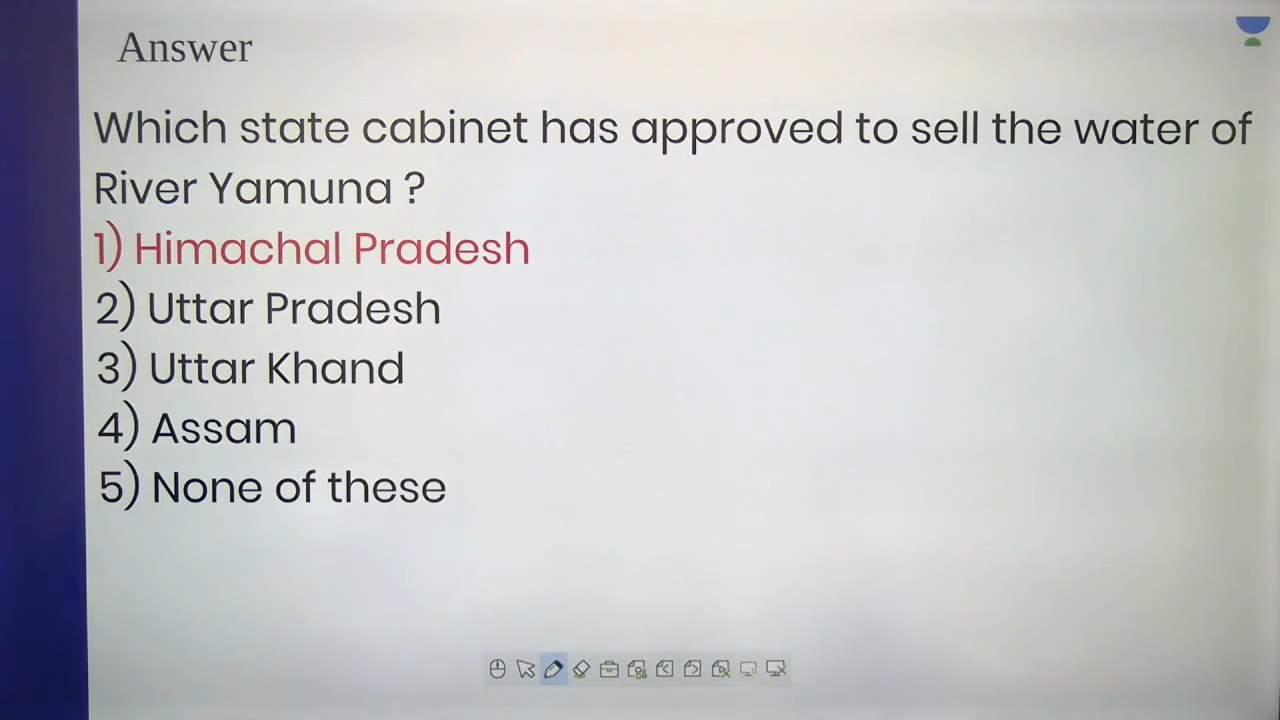 Answer
Which state cabinet has approved to sell the water of
River Yamuna ?
1) Himachal Pradesh
2) Uttar Pradesh
3) Uttar Khand
4) Assam
5) None of these